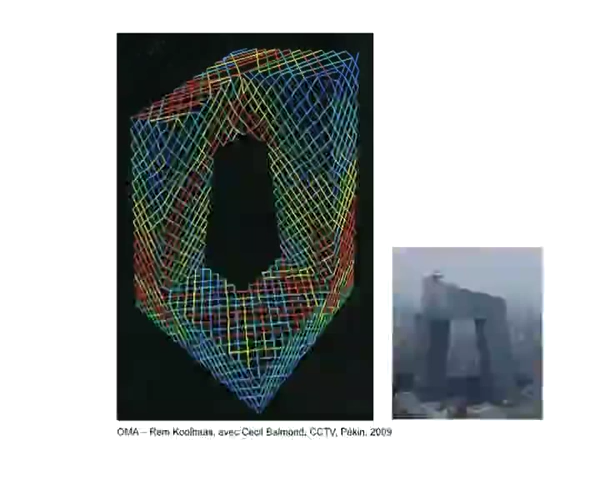 OMA – Rem Koolhaas, avec Cecil Balmond, CCTV, Pékin, 2009